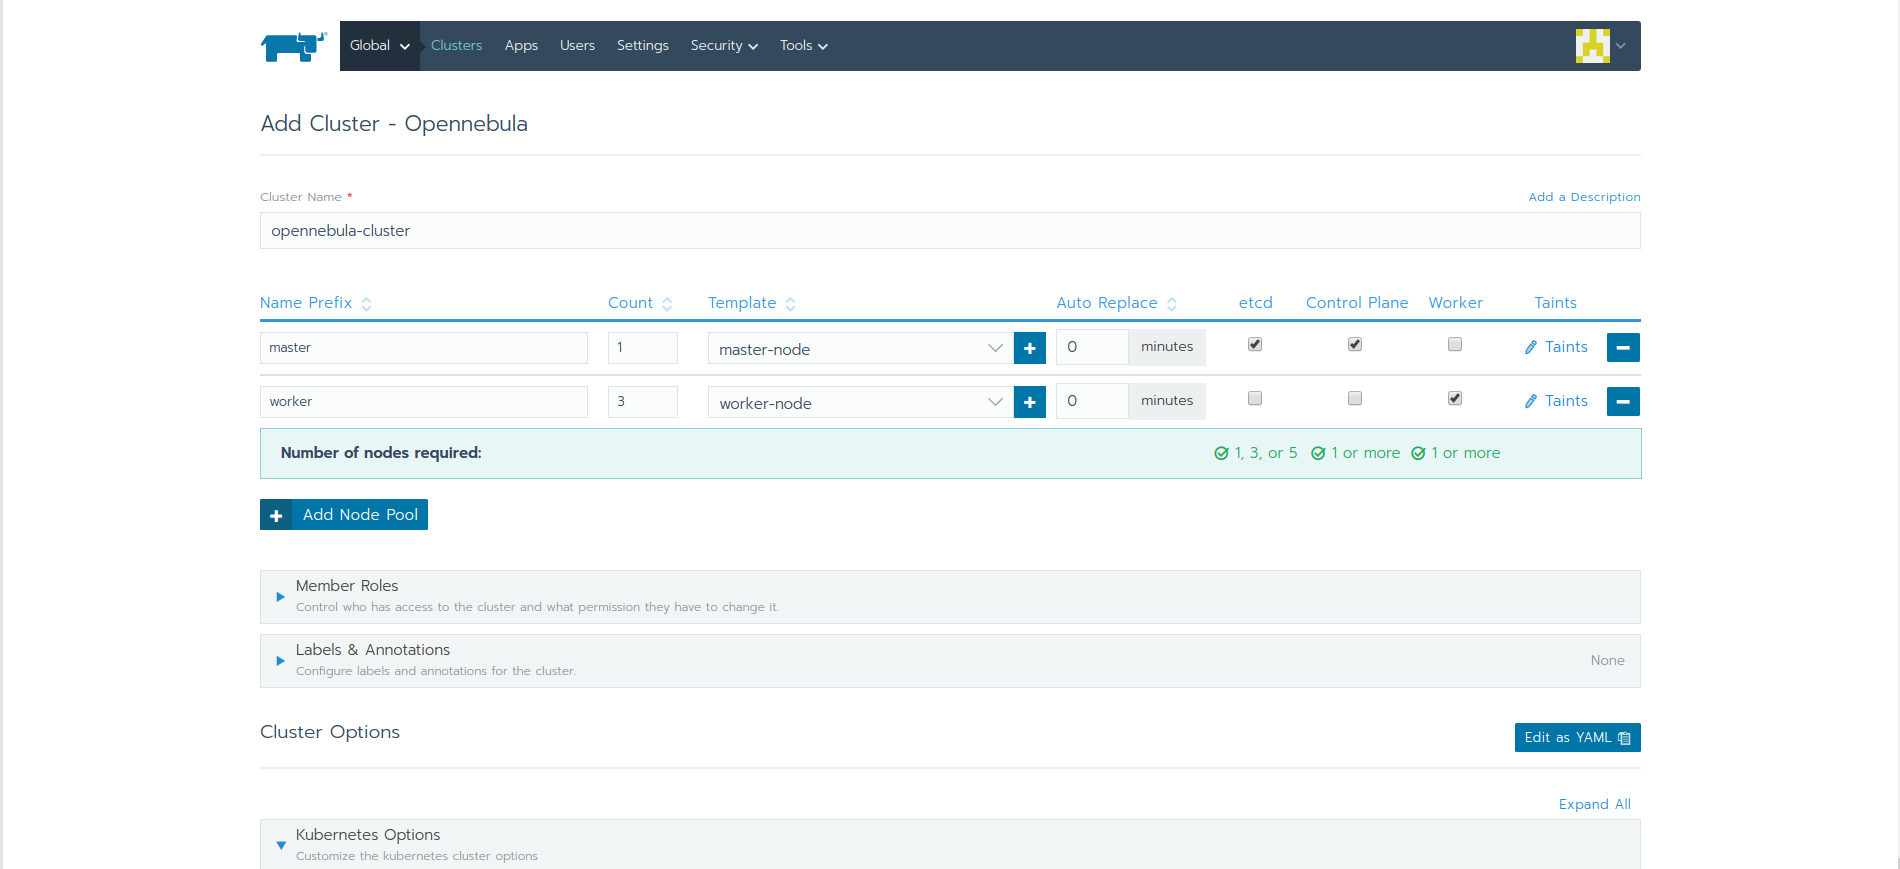 Global Clusters Apps Users Settings Security Tools
Add Cluster - Opennebula
Cluster Name * Add a Description
opennebula-cluster
Name Prefix Count Template Auto Replace etcd Control Plane Worker Taints
master 1 master-node 0 minutes Taints
worker 3 worker-node 0 minutes Taints
Number of nodes required: 1, 3, or 5 1 or more 1 or more
Add Node Pool
Member Roles
Control who has access to the cluster and what permission they have to change it.
Labels & Annotations
Configure labels and annotations for the cluster. None
Cluster Options Edit as YAML
Expand All
Kubernetes Options
Customize the kubernetes cluster options